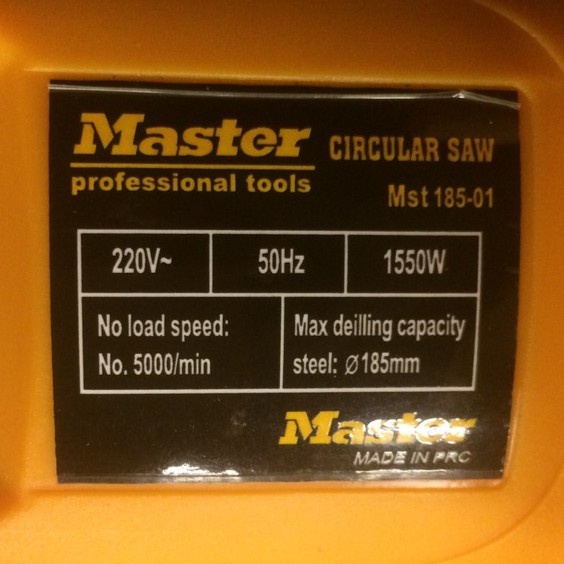 Master
professional tools
CIRCULAR SAW
Mst 185-01
220V~
50Hz
1550W
No load speed:
No. 5000/min
Max deilling capacity
steel: Ø185mm
Master
MADE IN PRC